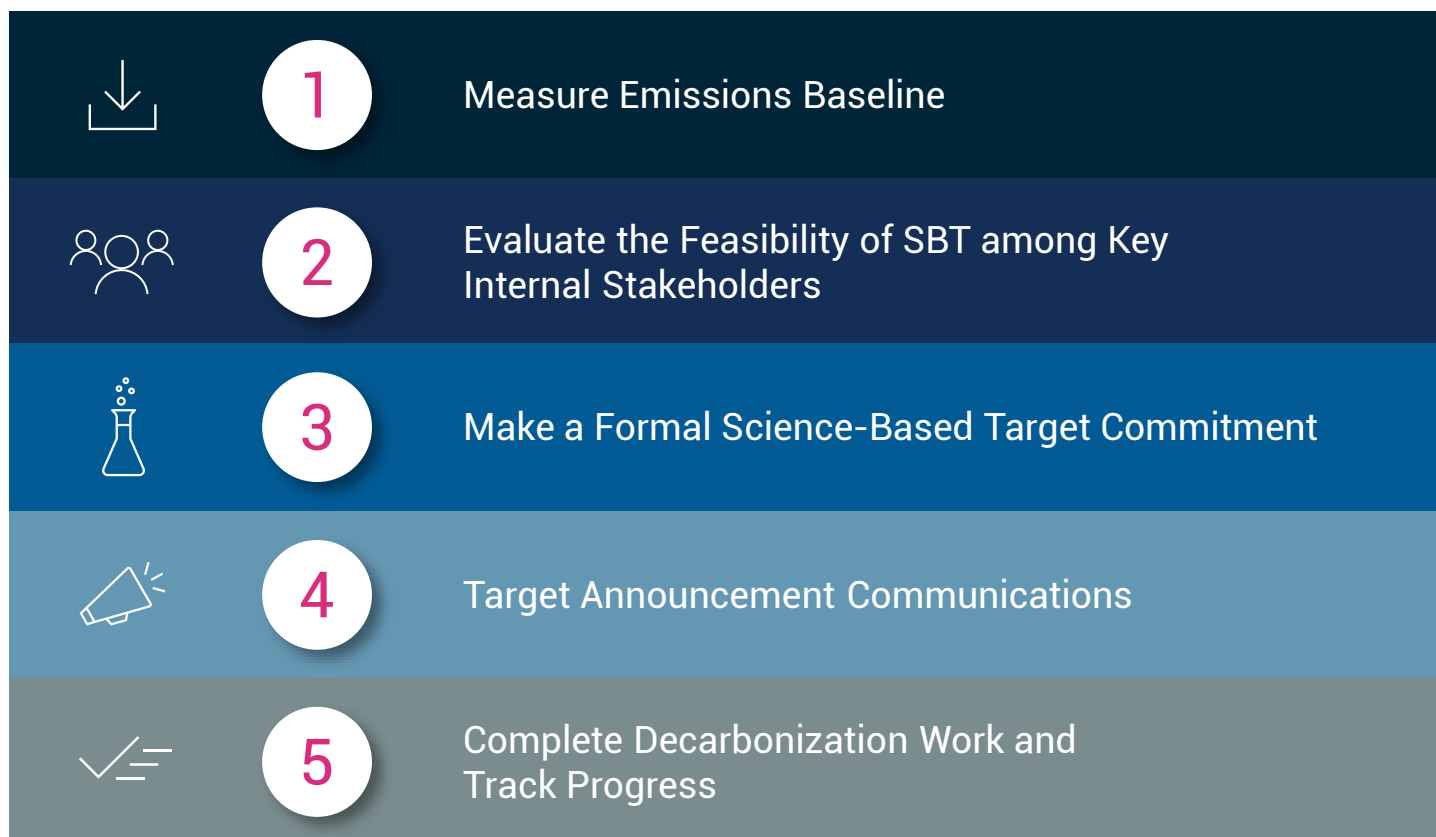 1
Measure Emissions Baseline
2
Evaluate the Feasibility of SBT among Key
Internal Stakeholders
3
Make a Formal Science-Based Target Commitment
4
Target Announcement Communications
5
Complete Decarbonization Work and
Track Progress